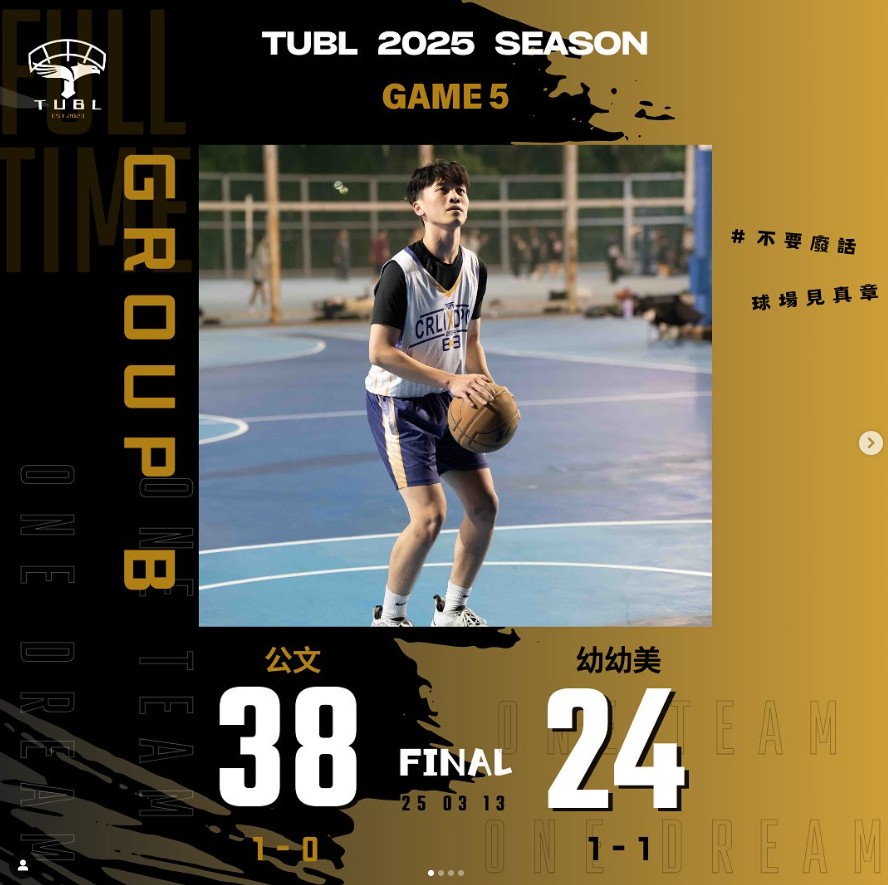 TUBL 2025 SEASON
GAME 5
TUBL
EST.2023
FULL
TIME
GROUP B
#不要廢話
球場見真章
ONE TEAM
ONE DREAM
公文
38
1-0
FINAL
25 03 13
幼幼美
24
1-1
ONE TEAM
ONE DREAM